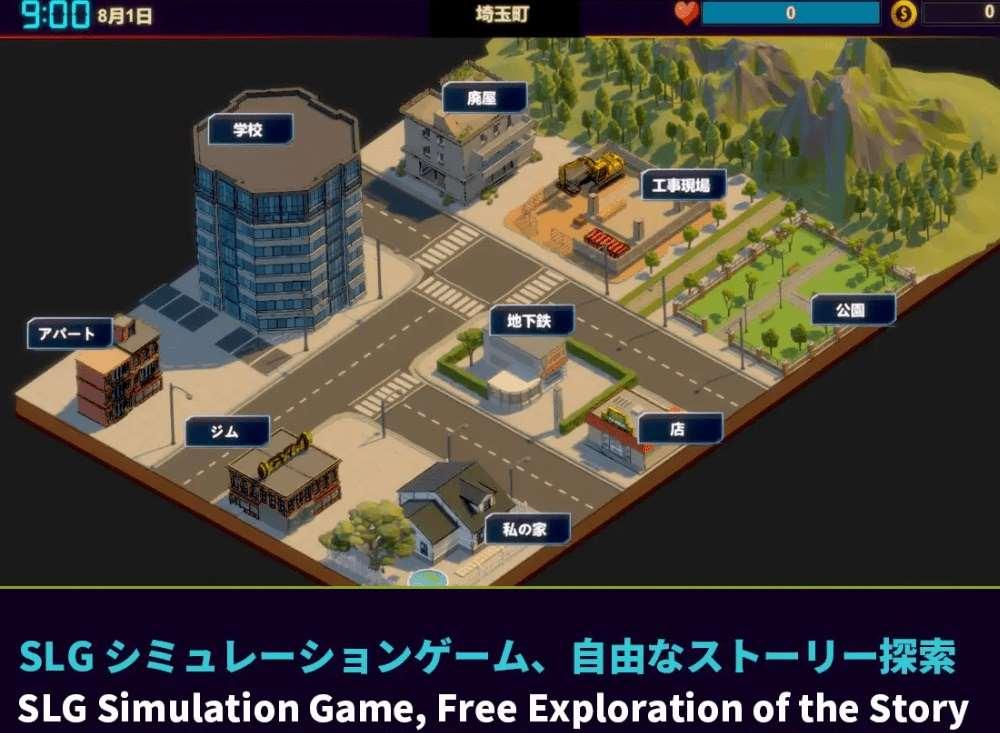 9:00 8月1日
埼玉町
0
0
廃屋
学校
工事現場
公園
地下鉄
アパート
店
ジム
私の家
SLG シミュレーションゲーム、自由なストーリー探索
SLG Simulation Game, Free Exploration of the Story